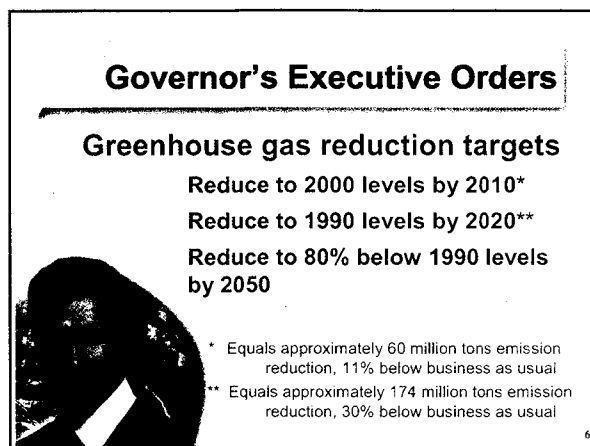 Governor's Executive Orders
Greenhouse gas reduction targets
Reduce to 2000 levels by 2010*
Reduce to 1990 levels by 2020**
Reduce to 80% below 1990 levels
by 2050
* Equals approximately 60 million tons emission
reduction, 11% below business as usual
** Equals approximately 174 million tons emission
reduction, 30% below business as usual
6